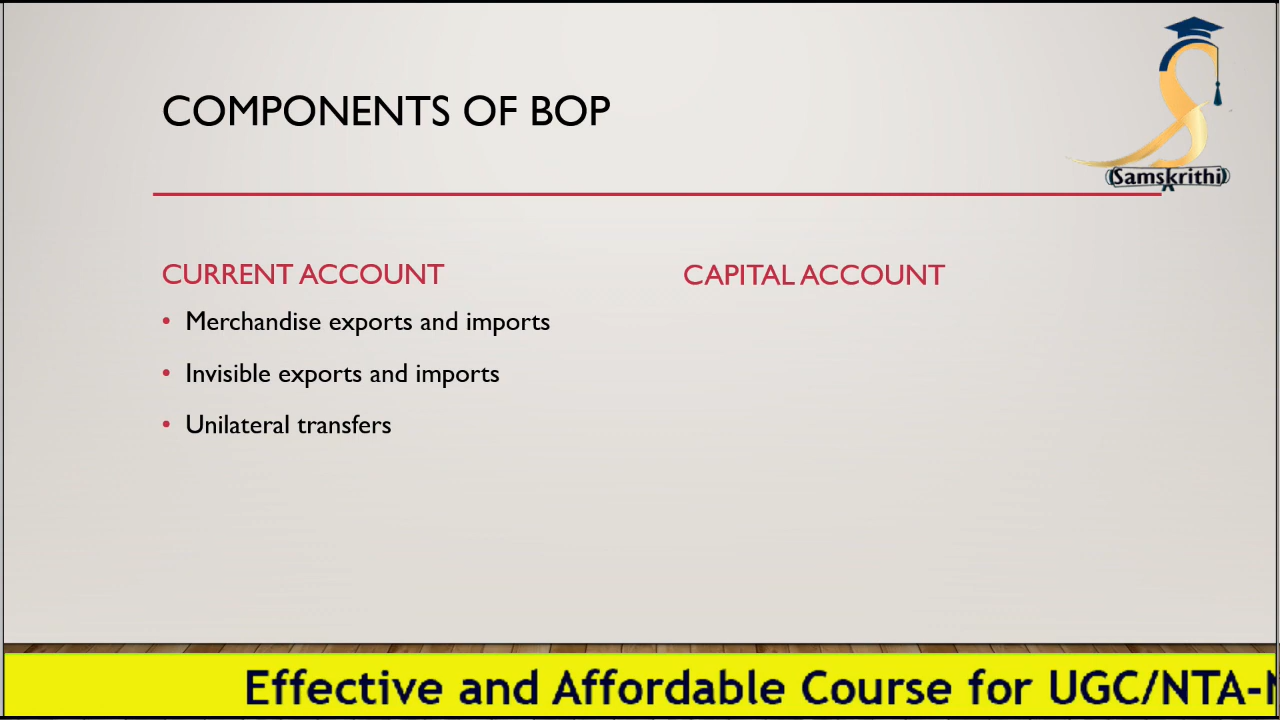 COMPONENTS OF BOP
Samskrithi
CURRENT ACCOUNT
• Merchandise exports and imports
• Invisible exports and imports
• Unilateral transfers
CAPITAL ACCOUNT
Effective and Affordable Course for UGC/NTA-